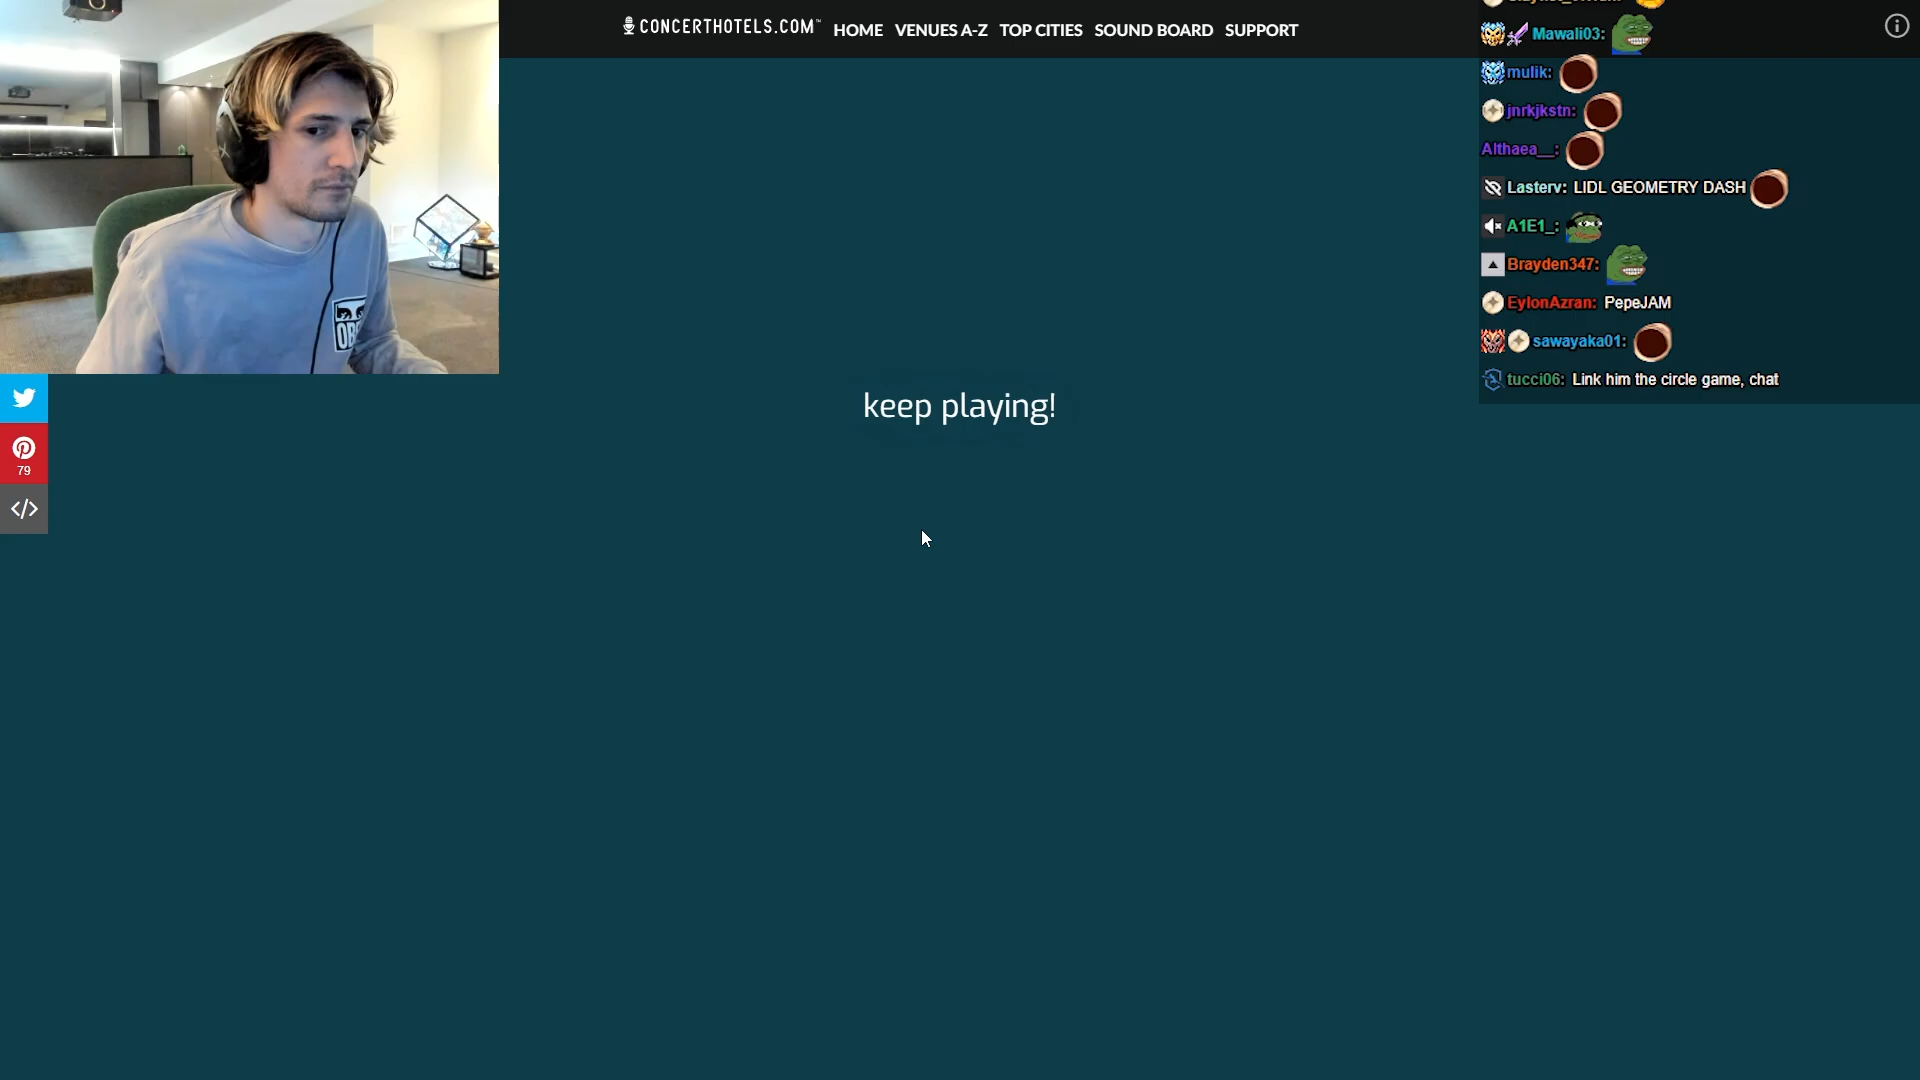 CONCERTHOTELS.COM™ HOME VENUES A-Z TOP CITIES SOUND BOARD SUPPORT
Mawali03:
mulik:
jnrkjkstn:
Althaea__:
Lasterv: LIDL GEOMETRY DASH
A1E1_:
Brayden347:
EylonAzran: PepeJAM
sawayaka01:
tucci06: Link him the circle game, chat
79
</>
keep playing!